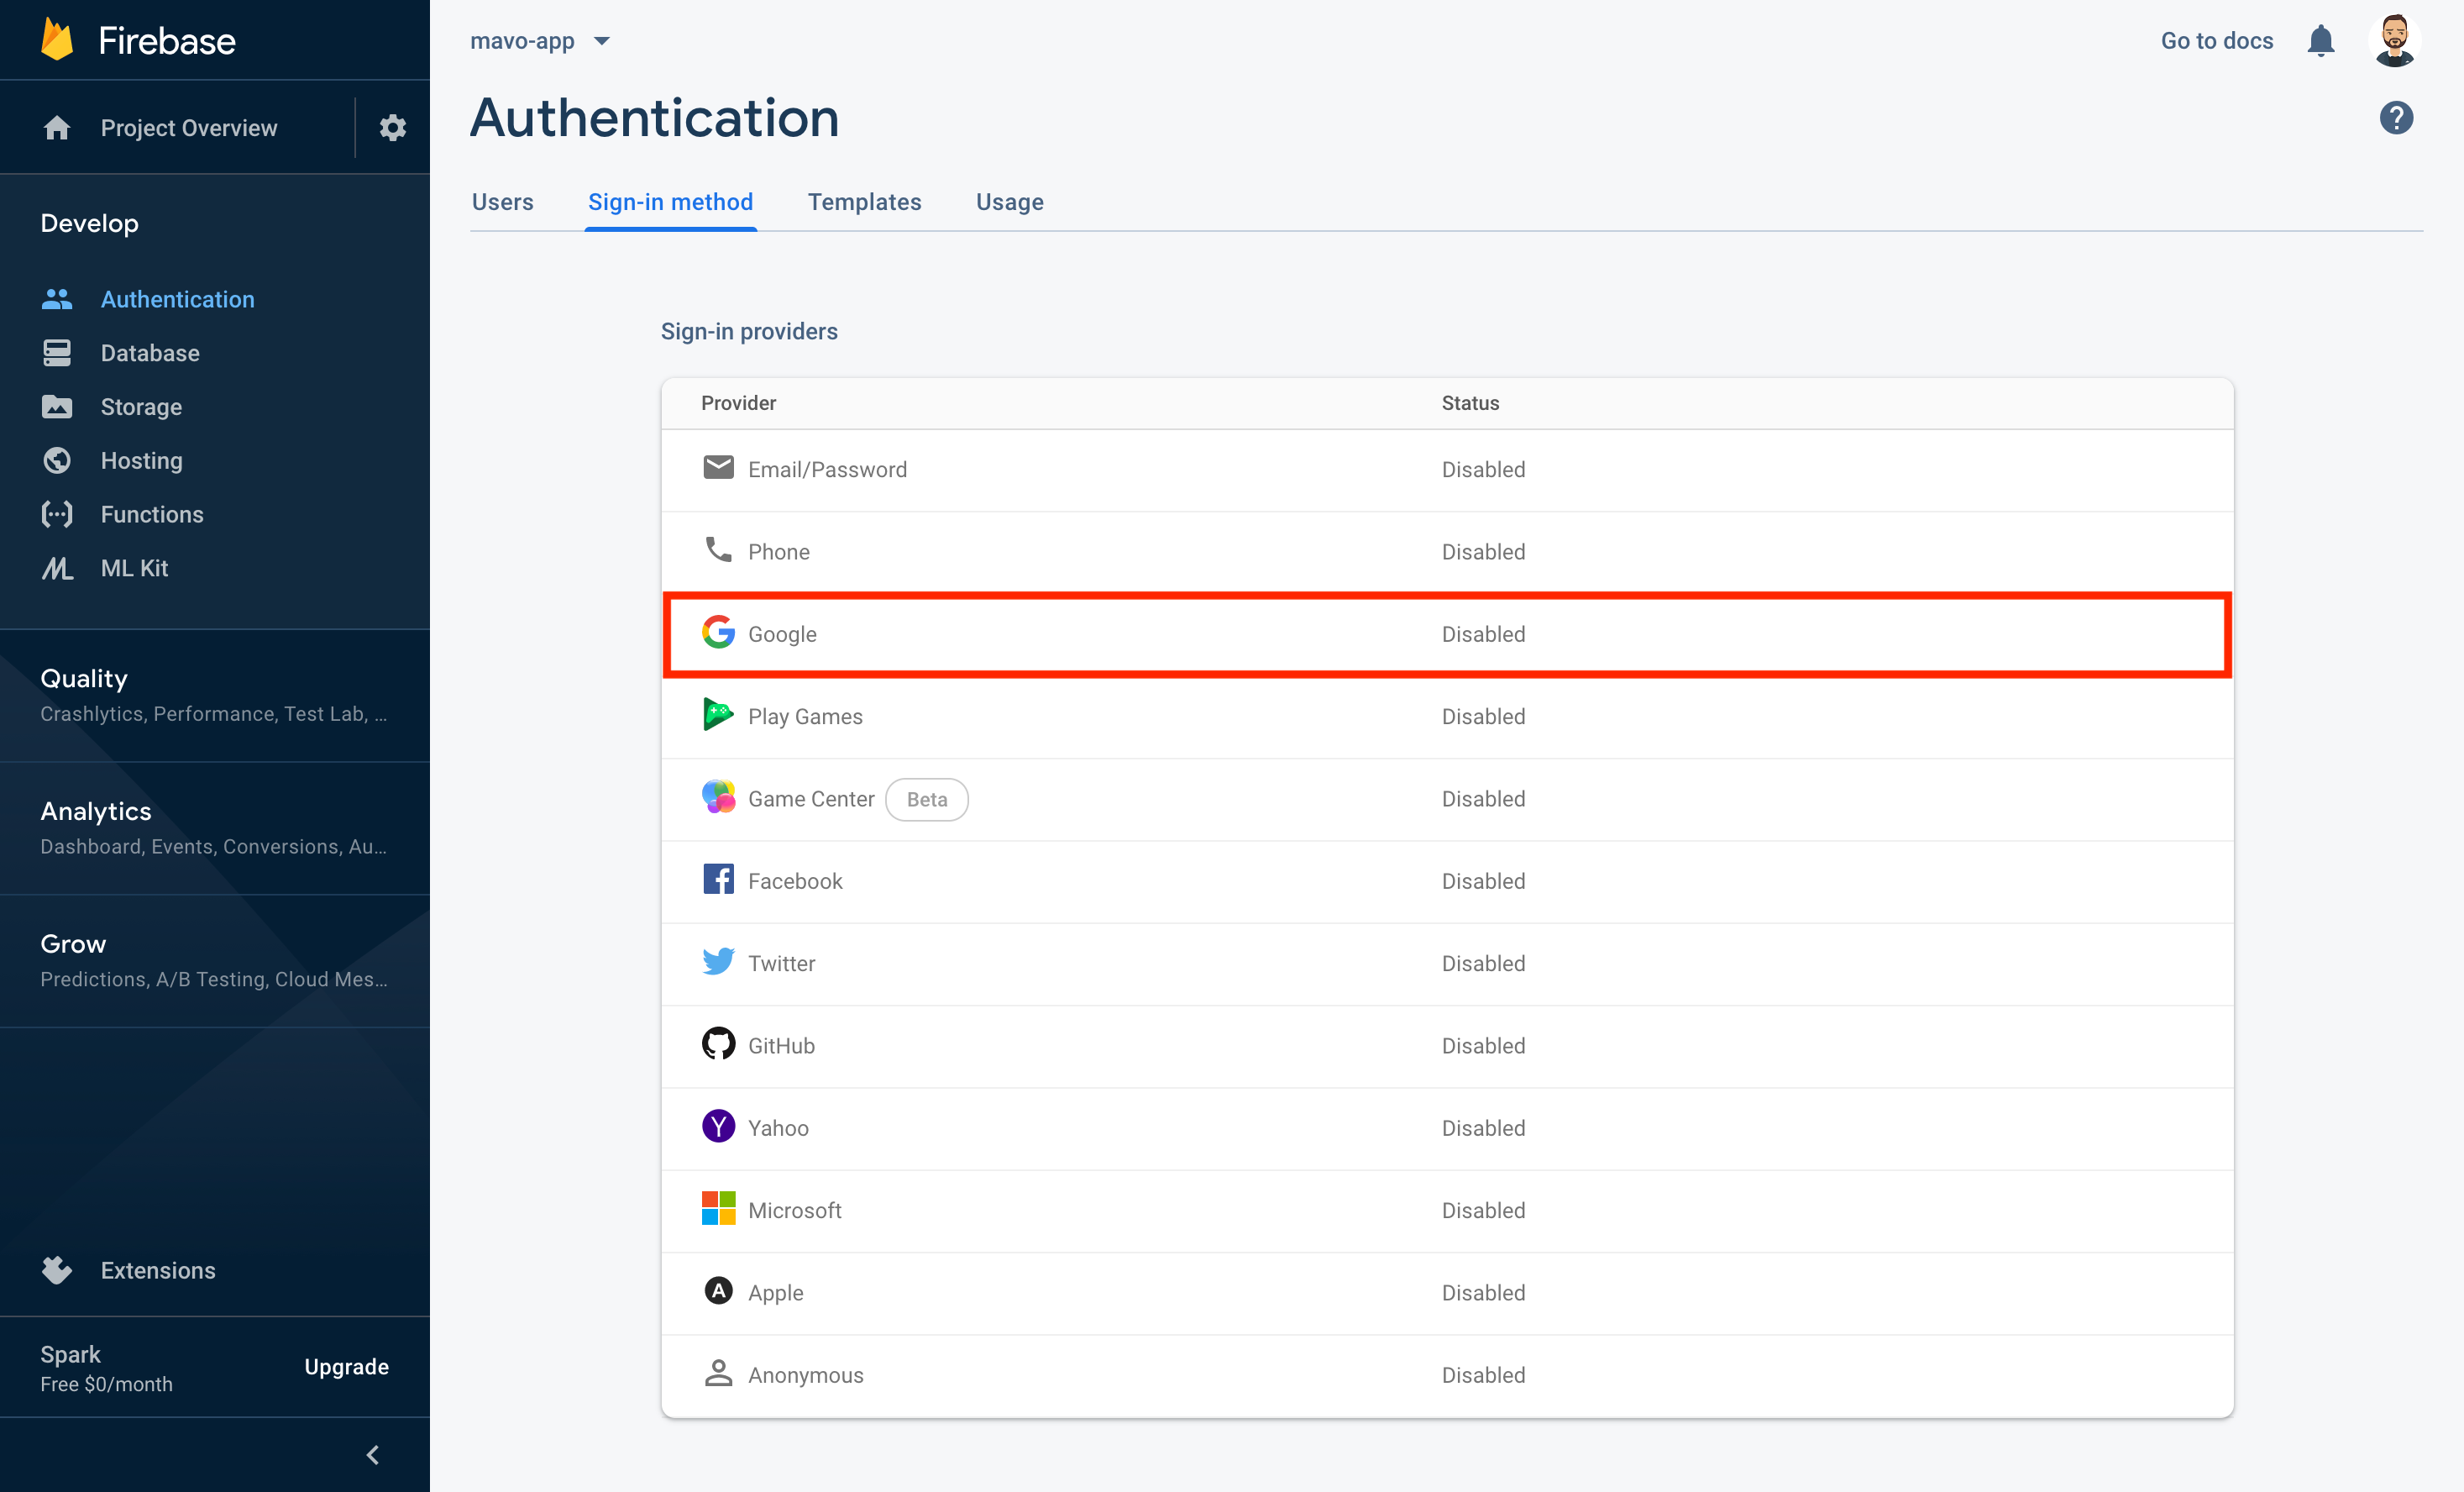 Firebase
Project Overview
Develop
Authentication
Database
Storage
Hosting
Functions
ML Kit
Quality
Crashlytics, Performance, Test Lab, ...
Analytics
Dashboard, Events, Conversions, Au...
Grow
Predictions, A/B Testing, Cloud Mes...
Extensions
Spark
Free $0/month
Upgrade
mavo-app
Go to docs
Authentication
Users Sign-in method Templates Usage
Sign-in providers
Provider Status
Email/Password Disabled
Phone Disabled
Google Disabled
Play Games Disabled
Game Center Beta Disabled
Facebook Disabled
Twitter Disabled
GitHub Disabled
Yahoo Disabled
Microsoft Disabled
Apple Disabled
Anonymous Disabled